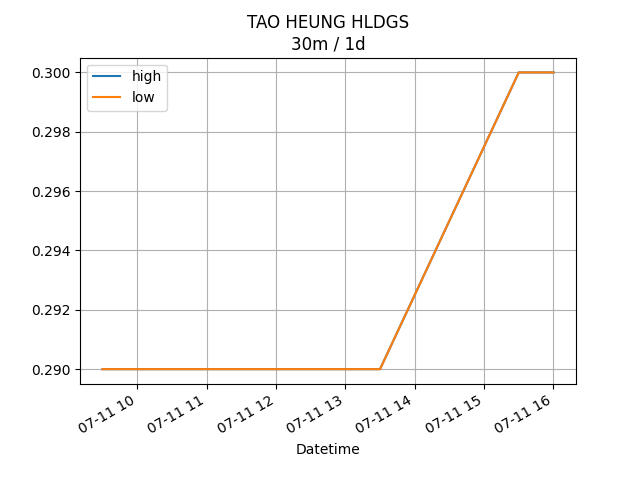 TAO HEUNG HLDGS
30m / 1d
high
low
0.300
0.298
0.296
0.294
0.292
0.290
07-11 10
07-11 11
07-11 12
07-11 13
07-11 14
07-11 15
07-11 16
Datetime